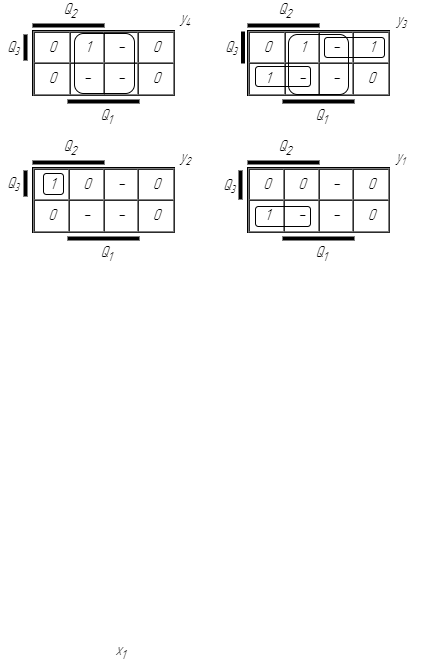 Q2 y4
Q3 0 1 – 0
0 – – 0
Q1
Q2 y3
Q3 0 1 – 1
1 – – 0
Q1
Q2 y2
Q3 1 0 – 0
0 – – 0
Q1
Q2 y1
Q3 0 0 – 0
1 – – 0
Q1
x1